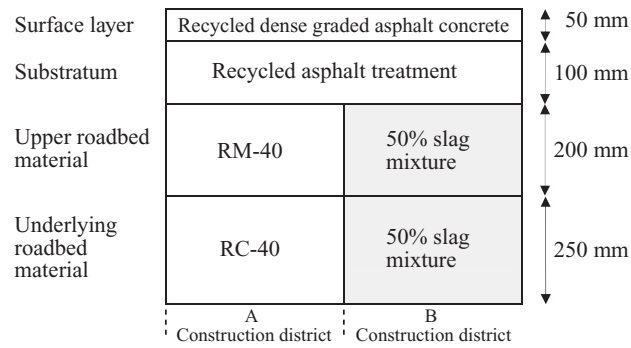 Surface layer
Recycled dense graded asphalt concrete
50 mm
Substratum
Recycled asphalt treatment
100 mm
Upper roadbed
material
RM-40
50% slag
mixture
200 mm
Underlying
roadbed
material
RC-40
50% slag
mixture
250 mm
A
Construction district
B
Construction district